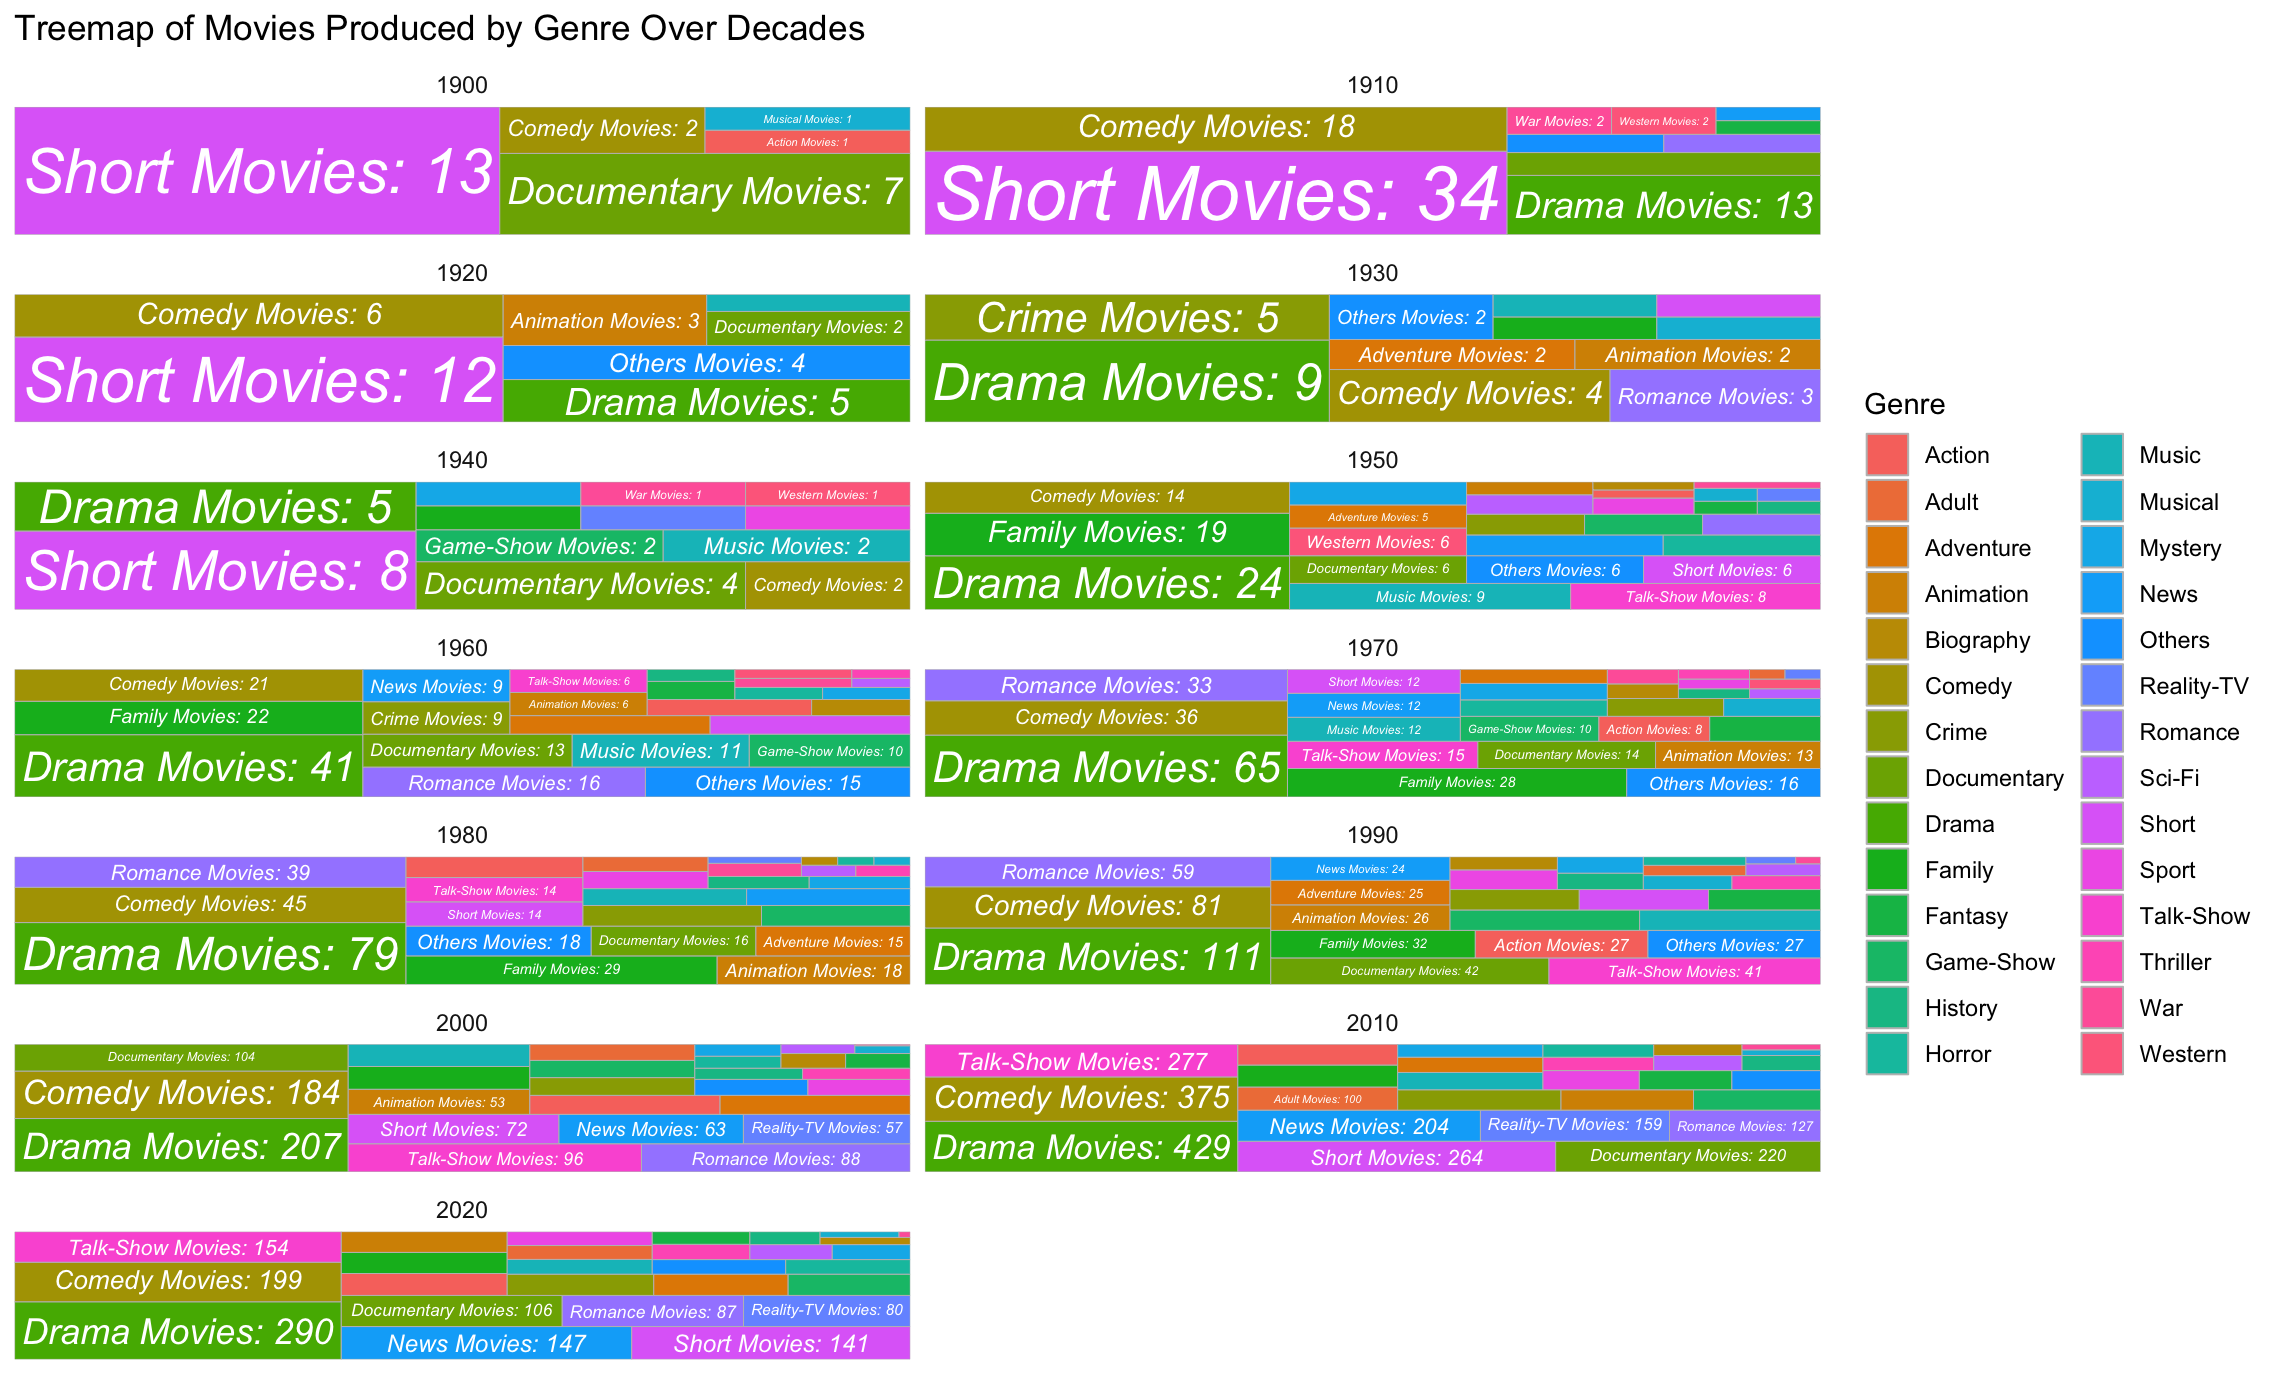 Treemap of Movies Produced by Genre Over Decades
1900
Short Movies: 13
Comedy Movies: 2
Musical Movies: 1
Action Movies: 1
Documentary Movies: 7
1910
Comedy Movies: 18
Short Movies: 34
War Movies: 2
Western Movies: 2
Drama Movies: 13
1920
Comedy Movies: 6
Short Movies: 12
Animation Movies: 3
Documentary Movies: 2
Others Movies: 4
Drama Movies: 5
1930
Crime Movies: 5
Drama Movies: 9
Others Movies: 2
Adventure Movies: 2
Animation Movies: 2
Comedy Movies: 4
Romance Movies: 3
1940
Drama Movies: 5
Short Movies: 8
War Movies: 1
Western Movies: 1
Game-Show Movies: 2
Music Movies: 2
Documentary Movies: 4
Comedy Movies: 2
1950
Comedy Movies: 14
Family Movies: 19
Drama Movies: 24
Adventure Movies: 5
Western Movies: 6
Documentary Movies: 6
Others Movies: 6
Short Movies: 6
Music Movies: 9
Talk-Show Movies: 8
1960
Comedy Movies: 21
Family Movies: 22
Drama Movies: 41
News Movies: 9
Crime Movies: 9
Talk-Show Movies: 6
Animation Movies: 6
Documentary Movies: 13
Music Movies: 11
Game-Show Movies: 10
Romance Movies: 16
Others Movies: 15
1970
Romance Movies: 33
Comedy Movies: 36
Drama Movies: 65
Short Movies: 12
News Movies: 12
Music Movies: 12
Game-Show Movies: 10
Action Movies: 8
Talk-Show Movies: 15
Documentary Movies: 14
Animation Movies: 13
Family Movies: 28
Others Movies: 16
1980
Romance Movies: 39
Comedy Movies: 45
Drama Movies: 79
Talk-Show Movies: 14
Short Movies: 14
Others Movies: 18
Documentary Movies: 16
Adventure Movies: 15
Family Movies: 29
Animation Movies: 18
1990
Romance Movies: 59
Comedy Movies: 81
Drama Movies: 111
News Movies: 24
Adventure Movies: 25
Animation Movies: 26
Family Movies: 32
Action Movies: 27
Others Movies: 27
Documentary Movies: 42
Talk-Show Movies: 41
2000
Documentary Movies: 104
Comedy Movies: 184
Drama Movies: 207
Animation Movies: 53
Short Movies: 72
News Movies: 63
Reality-TV Movies: 57
Talk-Show Movies: 96
Romance Movies: 88
2010
Talk-Show Movies: 277
Comedy Movies: 375
Drama Movies: 429
Adult Movies: 100
News Movies: 204
Reality-TV Movies: 159
Romance Movies: 127
Short Movies: 264
Documentary Movies: 220
2020
Talk-Show Movies: 154
Comedy Movies: 199
Drama Movies: 290
Documentary Movies: 106
Romance Movies: 87
Reality-TV Movies: 80
News Movies: 147
Short Movies: 141
Genre
Action
Adult
Adventure
Animation
Biography
Comedy
Crime
Documentary
Drama
Family
Fantasy
Game-Show
History
Horror
Music
Musical
Mystery
News
Others
Reality-TV
Romance
Sci-Fi
Short
Sport
Talk-Show
Thriller
War
Western